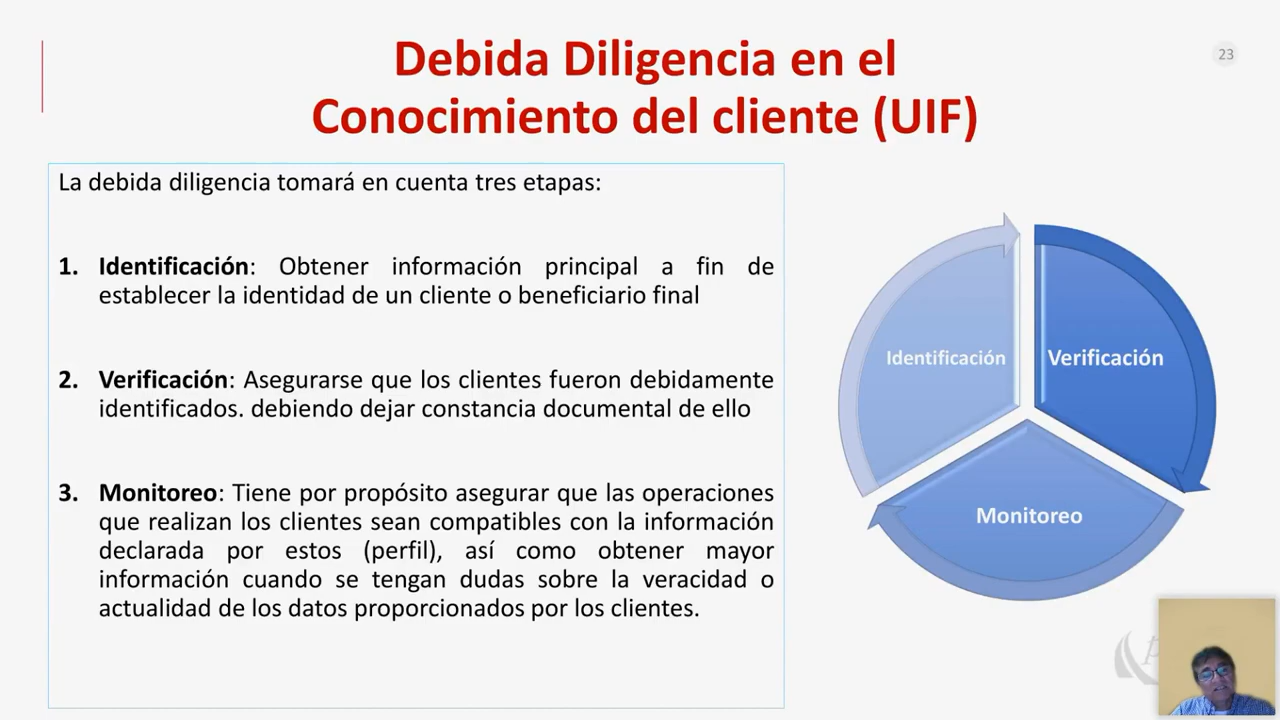 Debida Diligencia en el
Conocimiento del cliente (UIF)
23
La debida diligencia tomará en cuenta tres etapas:
1. Identificación: Obtener información principal a fin de
establecer la identidad de un cliente o beneficiario final
2. Verificación: Asegurarse que los clientes fueron debidamente
identificados. debiendo dejar constancia documental de ello
3. Monitoreo: Tiene por propósito asegurar que las operaciones
que realizan los clientes sean compatibles con la información
declarada por estos (perfil), así como obtener mayor
información cuando se tengan dudas sobre la veracidad o
actualidad de los datos proporcionados por los clientes.
Identificación
Verificación
Monitoreo